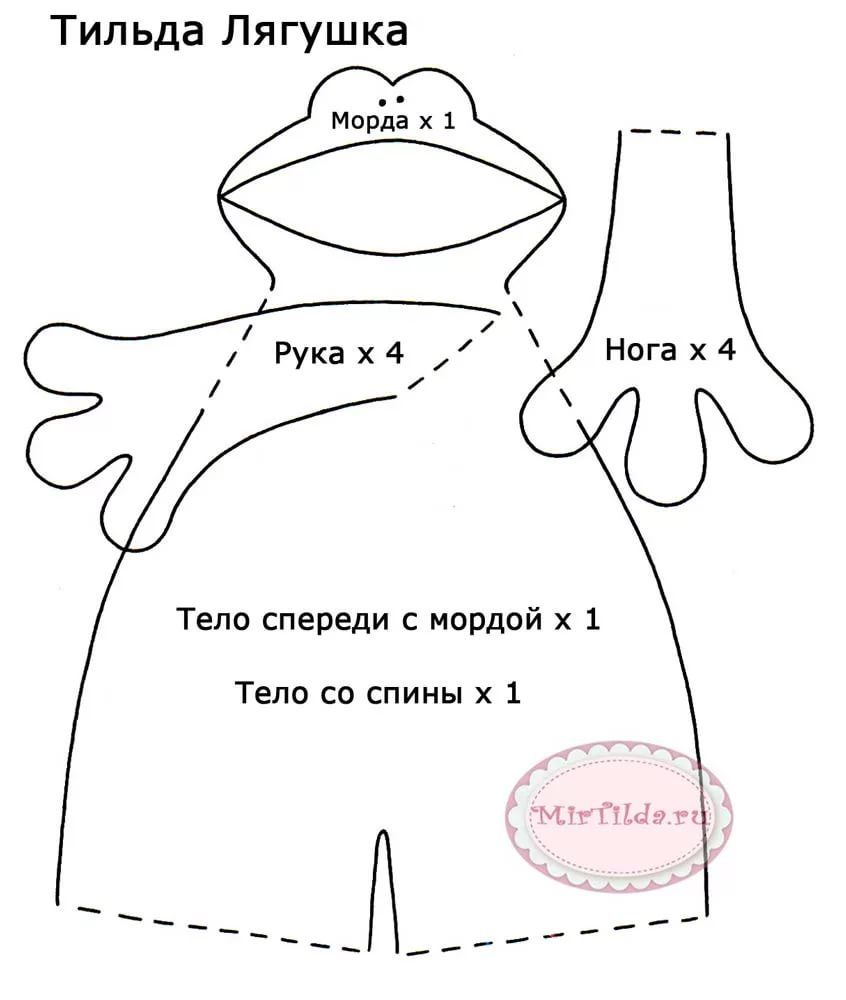 Тильда Лягушка
Морда х 1
Рука х 4
Нога х 4
Тело спереди с мордой х 1
Тело со спины х 1
MirTilda.ru